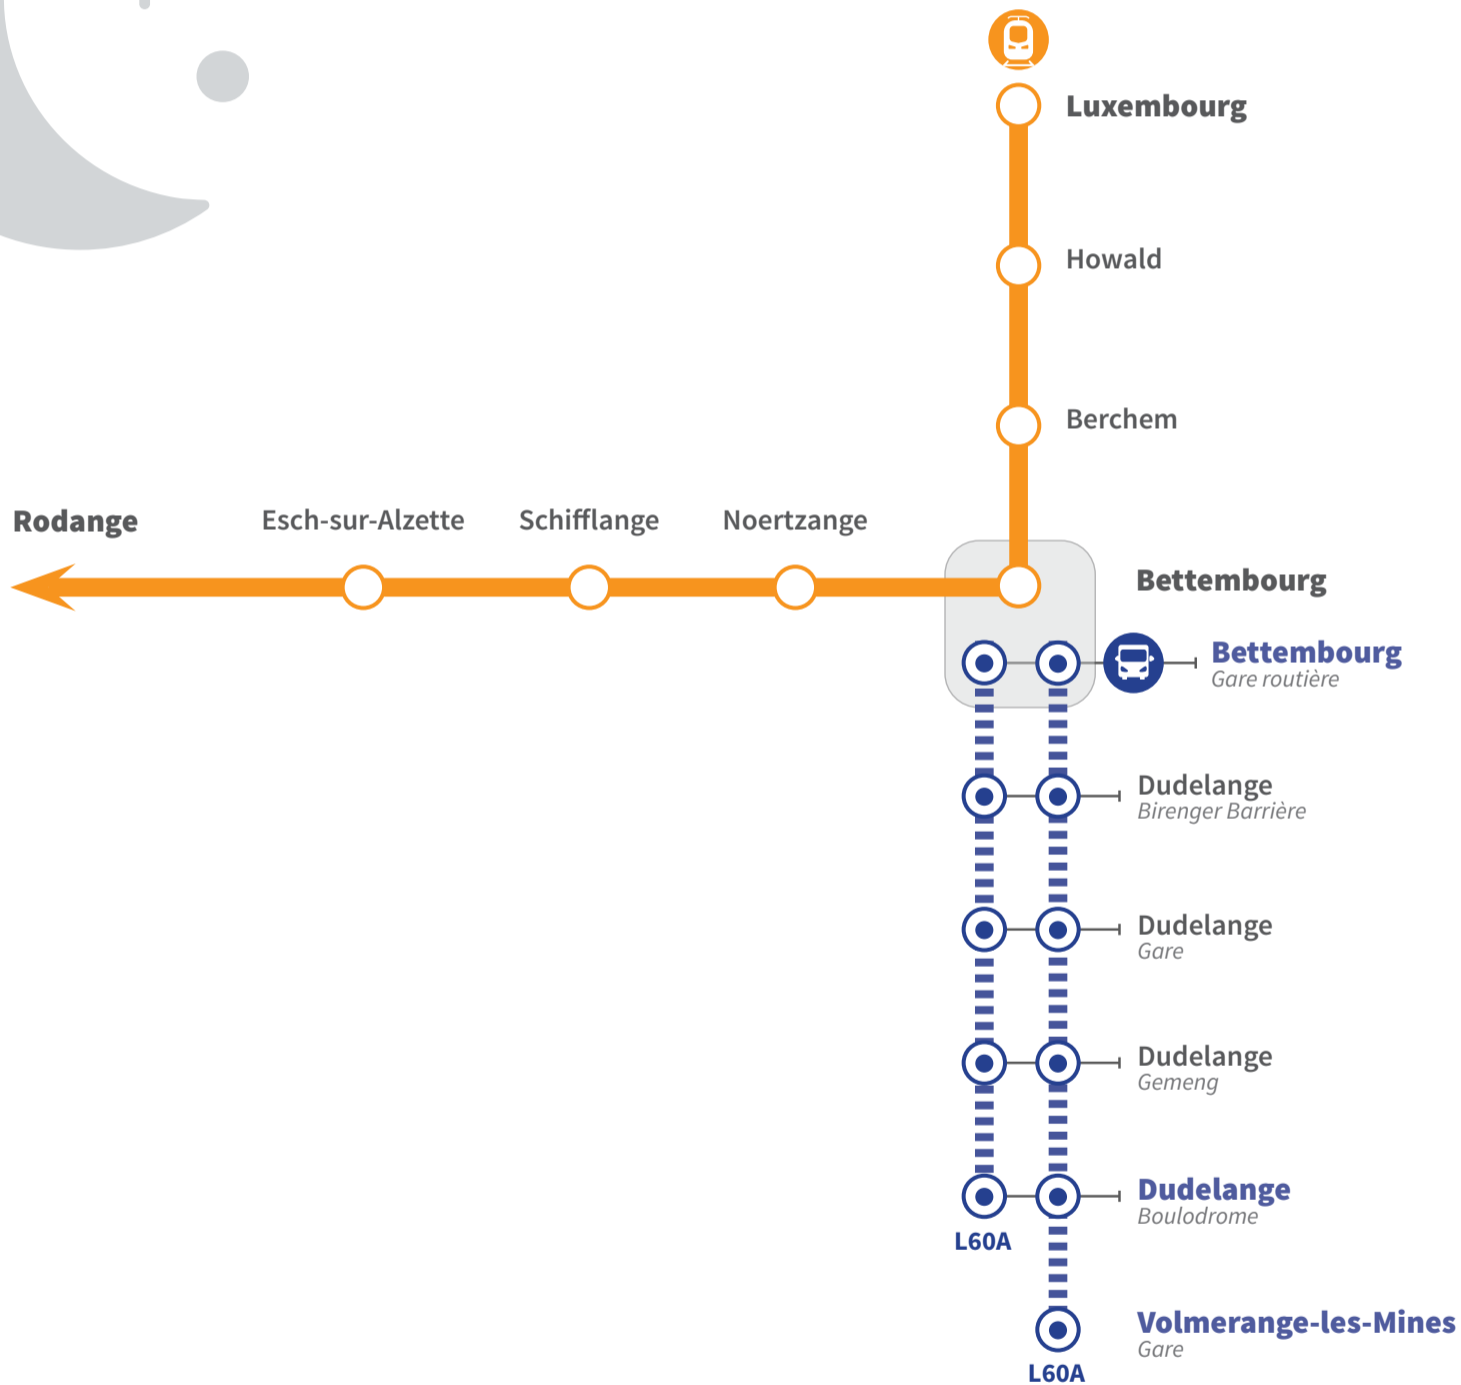 Luxembourg
Howald
Berchem
Rodange
Esch-sur-Alzette
Schifflange
Noertzange
Bettembourg
Bettembourg
Gare routière
Dudelange
Birenger Barrière
Dudelange
Gare
Dudelange
Gemeng
Dudelange
Boulodrome
L60A
Volmerange-les-Mines
Gare
L60A